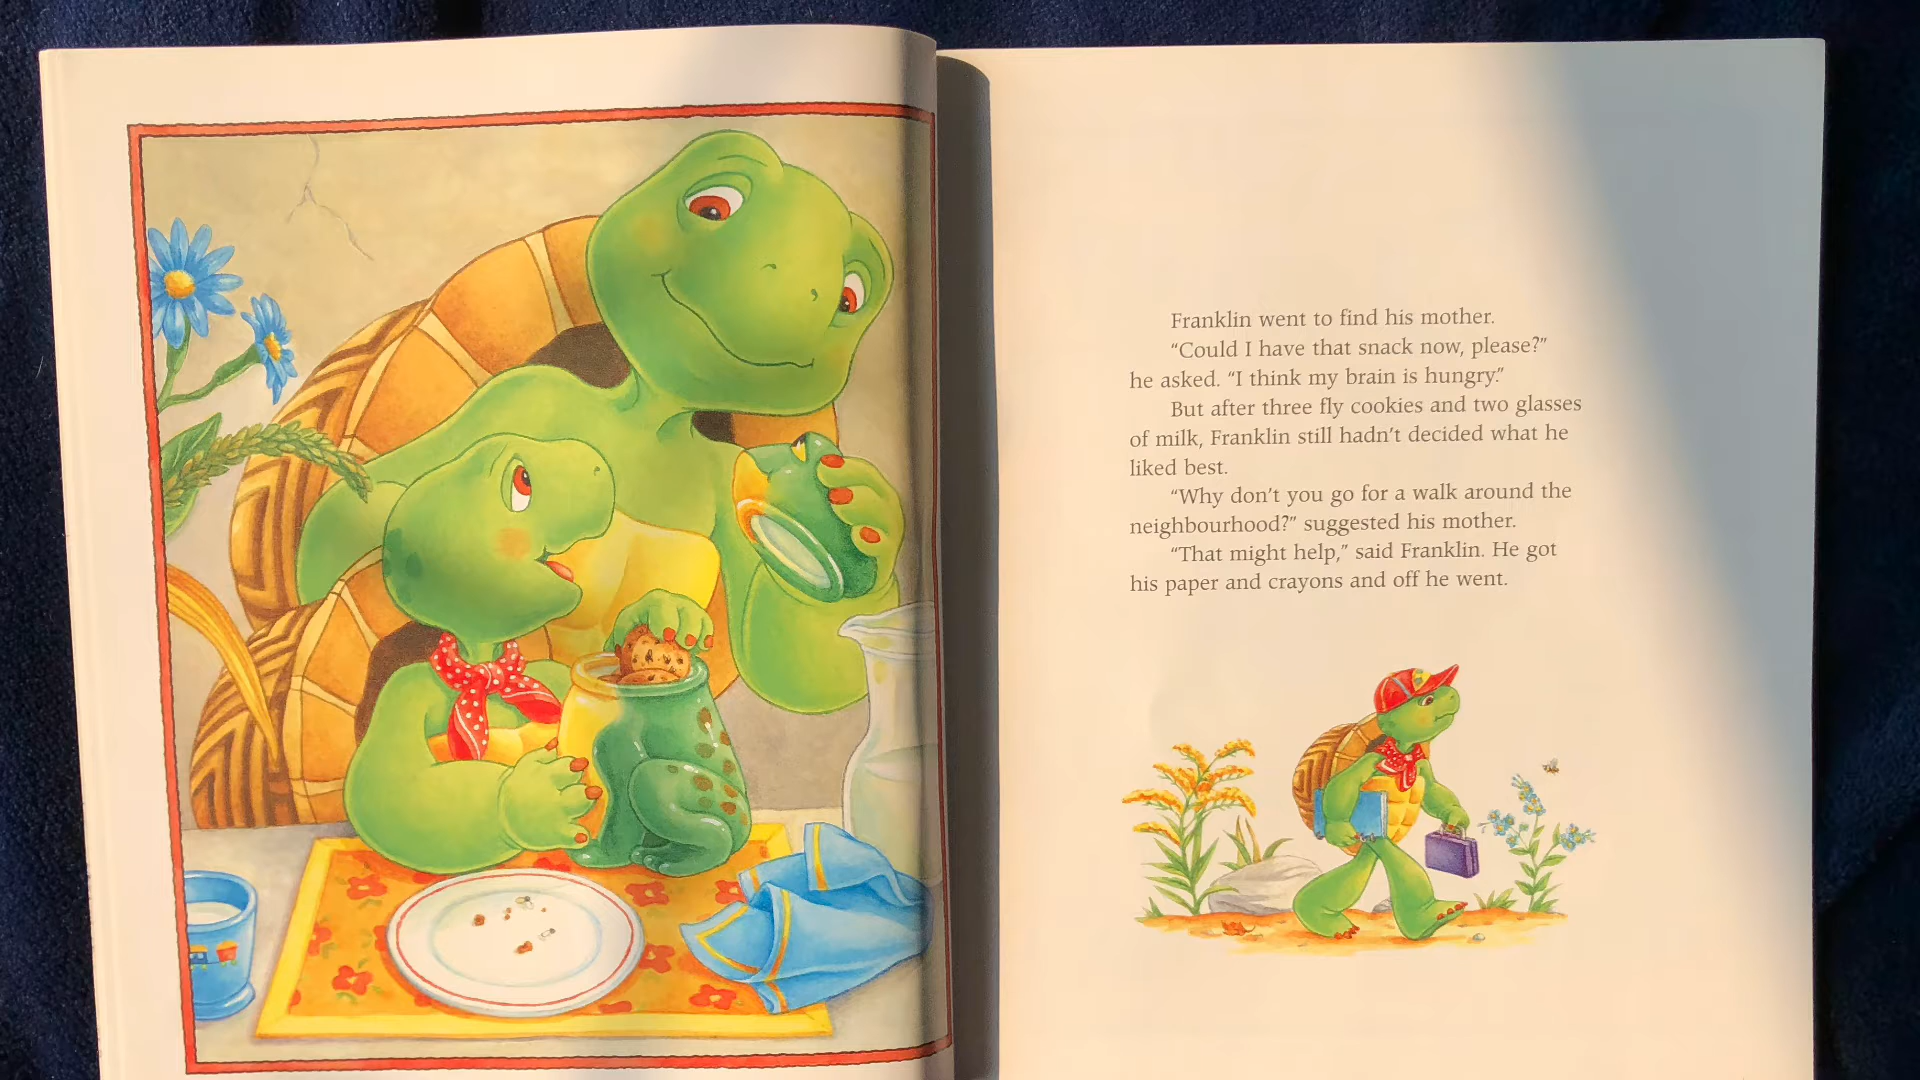 Franklin went to find his mother.
“Could I have that snack now, please?”
he asked. “I think my brain is hungry.”
But after three fly cookies and two glasses
of milk, Franklin still hadn’t decided what he
liked best.
“Why don’t you go for a walk around the
neighbourhood?” suggested his mother.
“That might help,” said Franklin. He got
his paper and crayons and off he went.